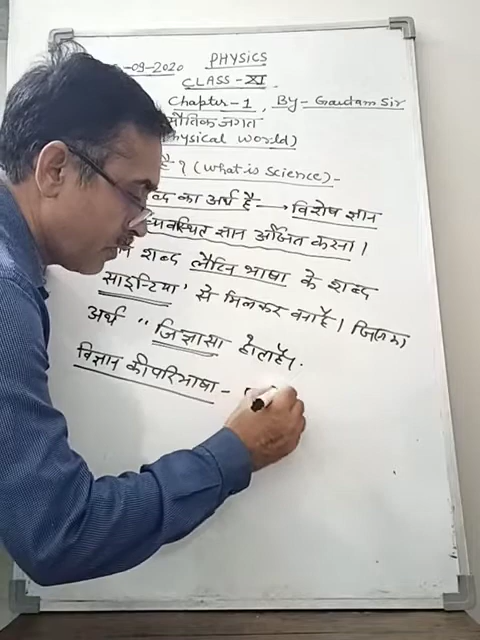 -09-2020 PHYSICS
CLASS-XI
Chapter-1, By-Gautam Sir
भौतिक जगत
hysical World)
है ? (What is Science)-
का अर्थ है-→ विशेष ज्ञान
व्यवस्थित ज्ञान अर्जित करना।
शब्द लैटिन भाषा के शब्द
साइन्टिया' से मिलकर बना है। जिसका
अर्थ " जिज्ञासा होता है।
विज्ञान की परिभाषा-